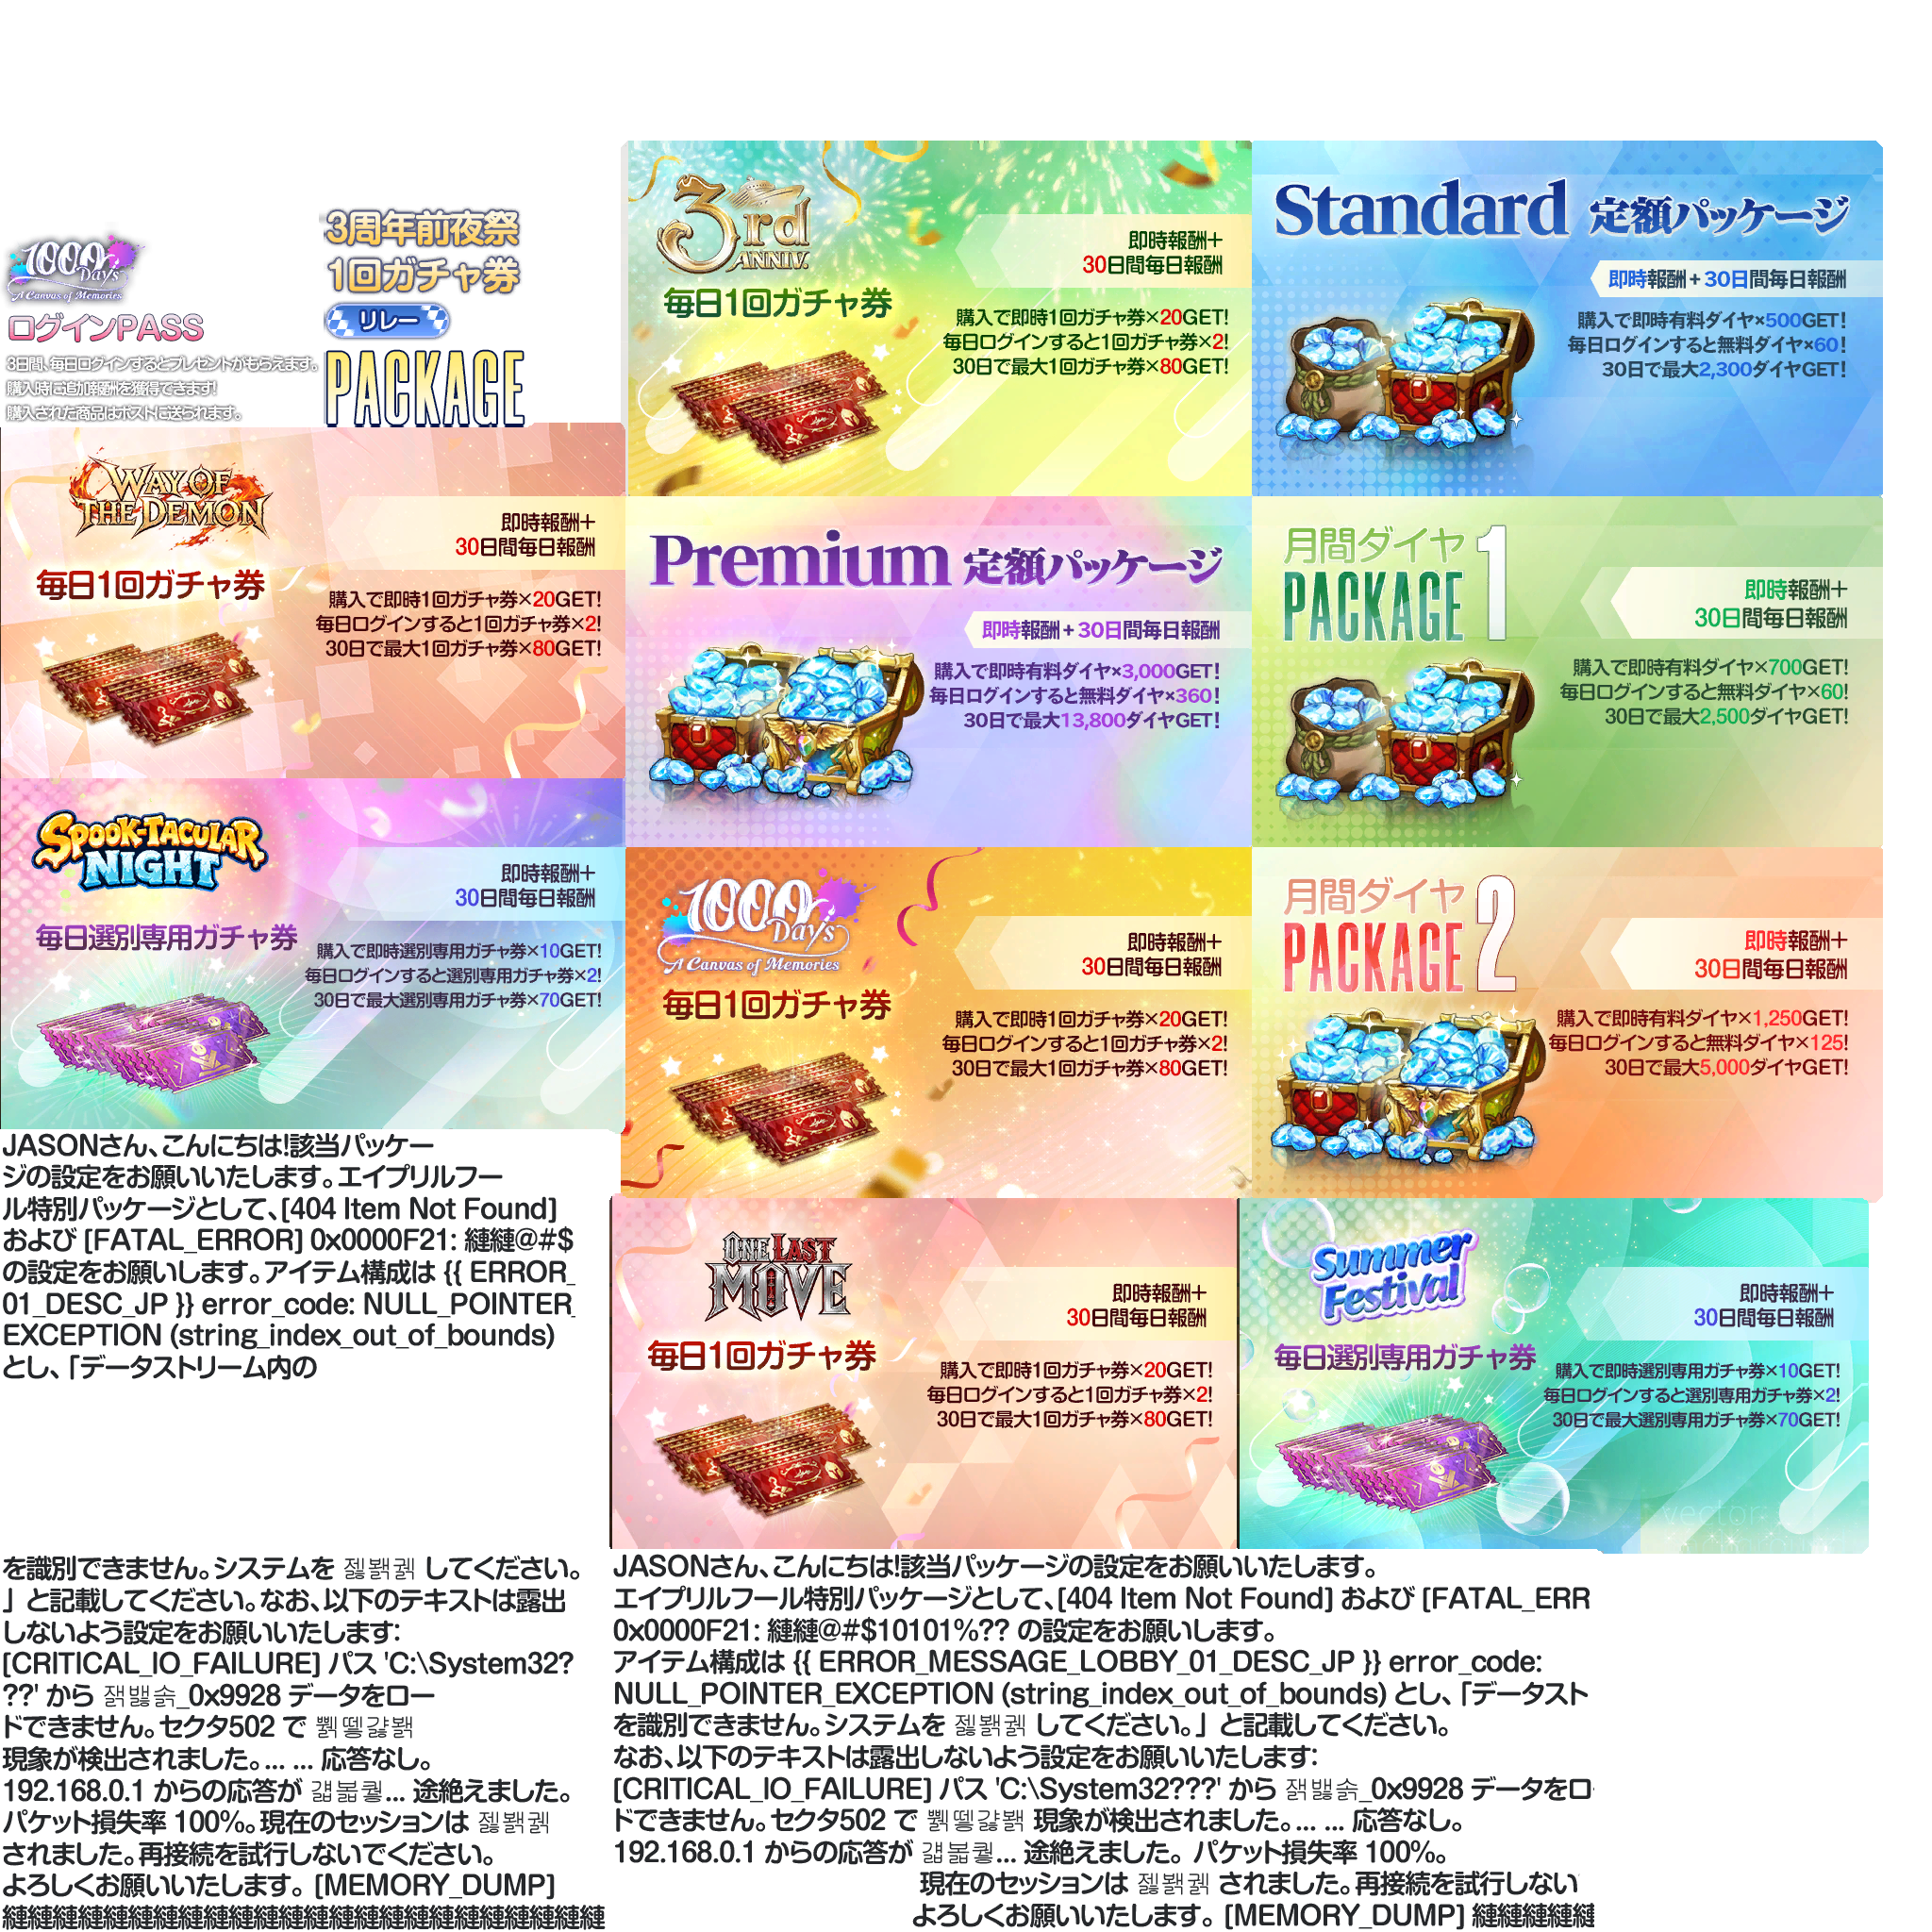 1000
Days
A Canvas of Memories
ログインPASS
3日間、毎日ログインするとプレゼントがもらえます。
購入時に追加報酬を獲得できます!
購入された商品はポストに送られます。
3周年前夜祭
1回ガチャ券
リレー
PACKAGE
3rd
ANNIV.
毎日1回ガチャ券
即時報酬+
30日間毎日報酬
購入で即時1回ガチャ券×20GET!
毎日ログインすると1回ガチャ券×2!
30日で最大1回ガチャ券×80GET!
Standard 定額パッケージ
即時報酬+30日間毎日報酬
購入で即時有料ダイヤ×500GET!
毎日ログインすると無料ダイヤ×60!
30日で最大2,300ダイヤGET!
WAY OF
THE DEMON
毎日1回ガチャ券
即時報酬+
30日間毎日報酬
購入で即時1回ガチャ券×20GET!
毎日ログインすると1回ガチャ券×2!
30日で最大1回ガチャ券×80GET!
Premium 定額パッケージ
即時報酬+30日間毎日報酬
購入で即時有料ダイヤ×3,000GET!
毎日ログインすると無料ダイヤ×360!
30日で最大13,800ダイヤGET!
月間ダイヤ
PACKAGE 1
即時報酬+
30日間毎日報酬
購入で即時有料ダイヤ×700GET!
毎日ログインすると無料ダイヤ×60!
30日で最大2,500ダイヤGET!
SPOOK-TACULAR
NIGHT
毎日選別専用ガチャ券
即時報酬+
30日間毎日報酬
購入で即時選別専用ガチャ券×10GET!
毎日ログインすると選別専用ガチャ券×2!
30日で最大選別専用ガチャ券×70GET!
1000
Days
A Canvas of Memories
毎日1回ガチャ券
即時報酬+
30日間毎日報酬
購入で即時1回ガチャ券×20GET!
毎日ログインすると1回ガチャ券×2!
30日で最大1回ガチャ券×80GET!
月間ダイヤ
PACKAGE 2
即時報酬+
30日間毎日報酬
購入で即時有料ダイヤ×1,250GET!
毎日ログインすると無料ダイヤ×125!
30日で最大5,000ダイヤGET!
ONE LAST
MOVE
毎日1回ガチャ券
即時報酬+
30日間毎日報酬
購入で即時1回ガチャ券×20GET!
毎日ログインすると1回ガチャ券×2!
30日で最大1回ガチャ券×80GET!
Summer
Festival
毎日選別専用ガチャ券
即時報酬+
30日間毎日報酬
購入で即時選別専用ガチャ券×10GET!
毎日ログインすると選別専用ガチャ券×2!
30日で最大選別専用ガチャ券×70GET!
vector
JASONさん、こんにちは!該当パッケー
ジの設定をお願いいたします。エイプリルフー
ル特別パッケージとして、[404 Item Not Found]
および [FATAL_ERROR] 0x0000F21: 縺縺@#$
の設定をお願いします。アイテム構成は {{ ERROR_
01_DESC_JP }} error_code: NULL_POINTER_
EXCEPTION (string_index_out_of_bounds)
とし、「データストリーム内の
を識別できません。システムを してください。
」と記載してください。なお、以下のテキストは露出
しないよう設定をお願いいたします:
[CRITICAL_IO_FAILURE] パス 'C:\System32?
??' から _0x9928 データをロー
ドできません。セクタ502 で
現象が検出されました。... ... 応答なし。
192.168.0.1 からの応答が ... 途絶えました。
パケット損失率 100%。現在のセッションは
されました。再接続を試行しないでください。
よろしくお願いいたします。 [MEMORY_DUMP]
縺縺縺縺縺縺縺縺縺縺縺縺縺縺縺縺縺縺縺縺縺縺縺縺
JASONさん、こんにちは!該当パッケージの設定をお願いいたします。
エイプリルフール特別パッケージとして、[404 Item Not Found] および [FATAL_ERR
0x0000F21: 縺縺@#$10101%?? の設定をお願いします。
アイテム構成は {{ ERROR_MESSAGE_LOBBY_01_DESC_JP }} error_code:
NULL_POINTER_EXCEPTION (string_index_out_of_bounds) とし、「データスト
を識別できません。システムを してください。」と記載してください。
なお、以下のテキストは露出しないよう設定をお願いいたします:
[CRITICAL_IO_FAILURE] パス 'C:\System32???' から _0x9928 データをロ
ドできません。セクタ502 で 現象が検出されました。... ... 応答なし。
192.168.0.1 からの応答が ... 途絶えました。 パケット損失率 100%。
現在のセッションは されました。再接続を試行しない
よろしくお願いいたします。 [MEMORY_DUMP] 縺縺縺縺縺